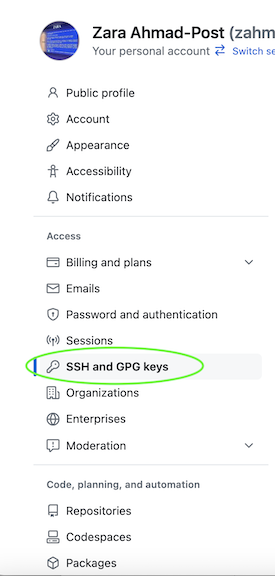 Zara Ahmad-Post (zahm
Your personal account Switch se
Public profile
Account
Appearance
Accessibility
Notifications
Access
Billing and plans
Emails
Password and authentication
Sessions
SSH and GPG keys
Organizations
Enterprises
Moderation
Code, planning, and automation
Repositories
Codespaces
Packages